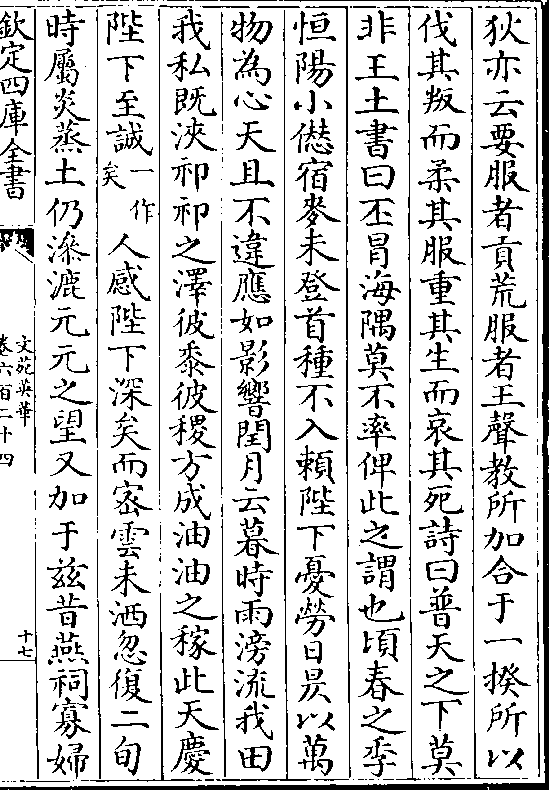 狄亦云要服者貢荒服者王聲教所加合于一揆所以
伐其叛而柔其服重其生而哀其死詩曰普天之下莫
非王土書曰丕冒海隅莫不率俾此之謂也頃春之季
恒陽小僽宿麥未登首種不入頼陛下憂勞日昃以萬
物為心天且不違應如影響閏月云暮時雨滂流我田
我私既浹祁祁之澤彼黍彼稷方成油油之稼此天慶
陛下至誠一作矣人感陛下深矣而宻雲未洒忽復二旬
時屬炎蒸土仍滲漉元元之望又加于兹昔燕祠寡婦
欽定四庫全書
文苑英華
卷六百二十四
十七